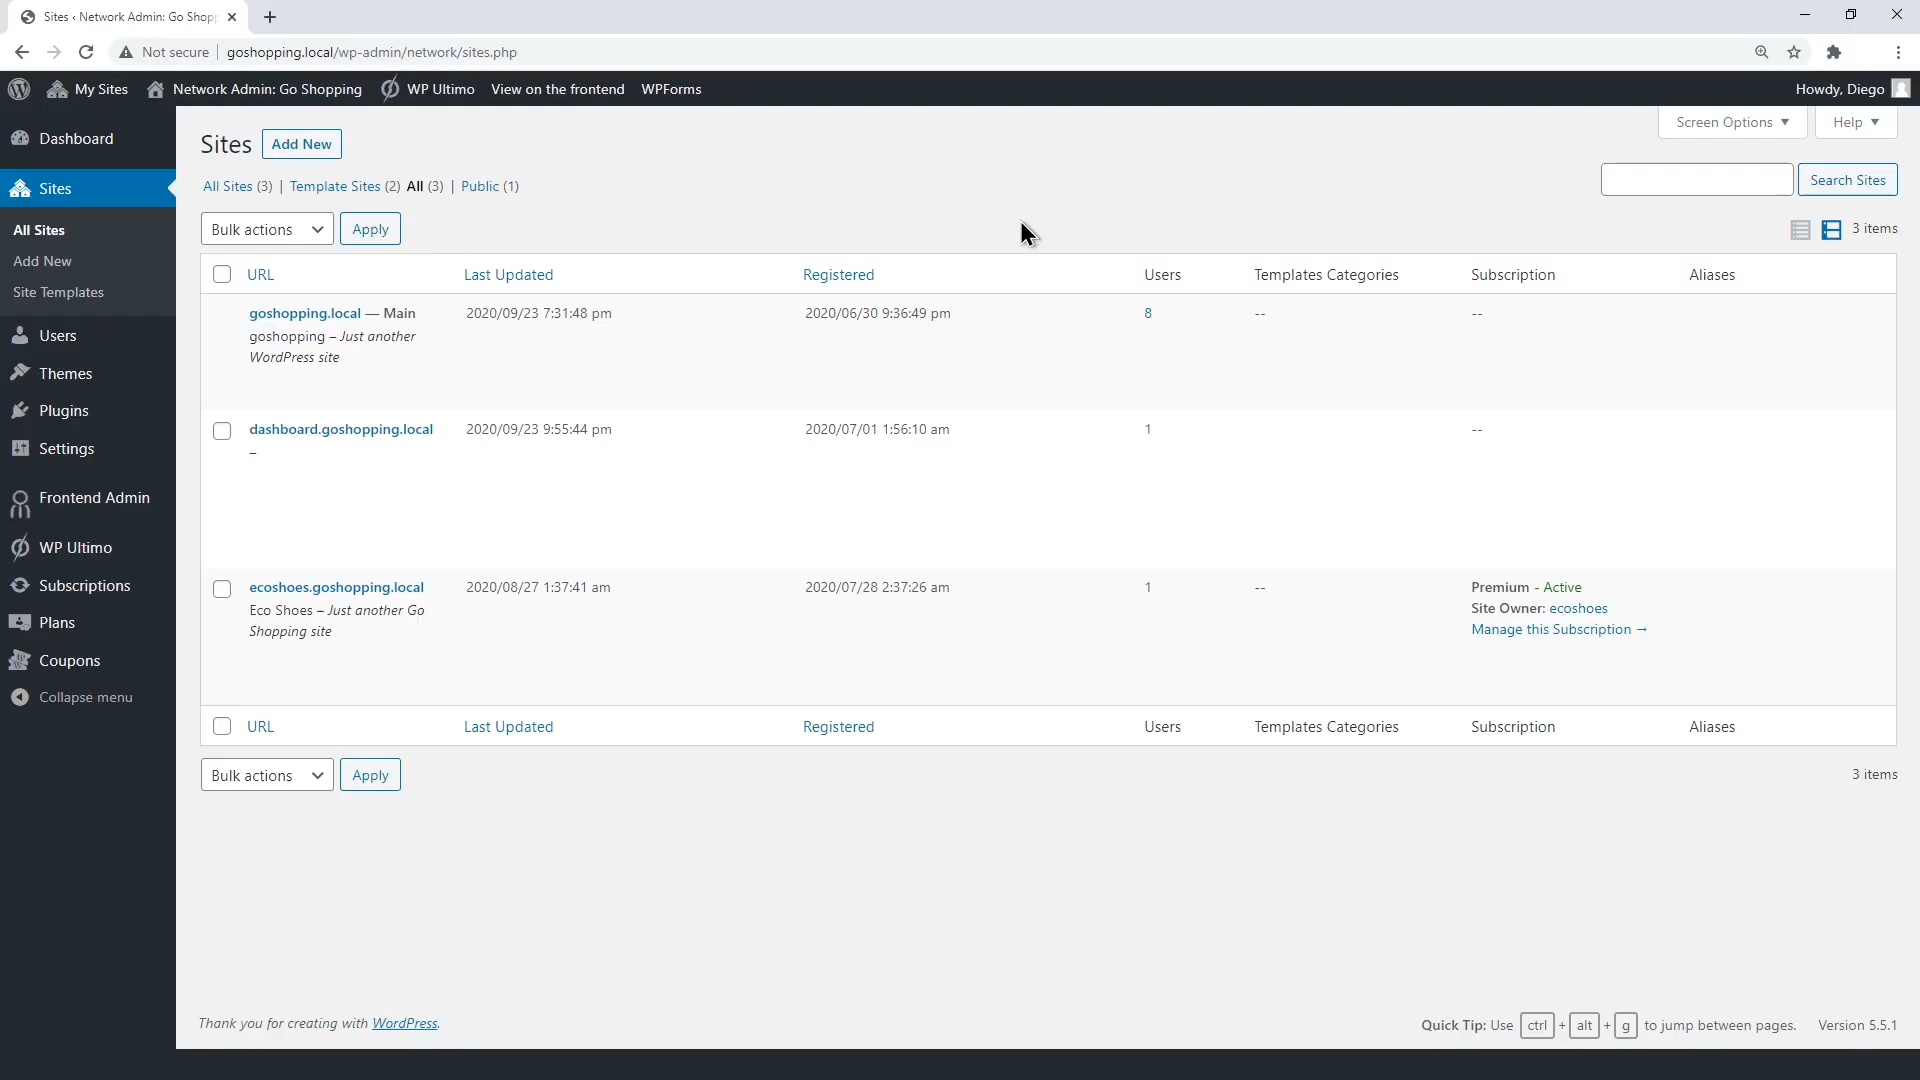 Sites ‹ Network Admin: Go Shopp
Not secure goshopping.local/wp-admin/network/sites.php
My Sites Network Admin: Go Shopping WP Ultimo View on the frontend WPForms Howdy, Diego
Dashboard
Sites
All Sites
Add New
Site Templates
Users
Themes
Plugins
Settings
Frontend Admin
WP Ultimo
Subscriptions
Plans
Coupons
Collapse menu
Screen Options Help
Sites Add New
All Sites (3) | Template Sites (2) All (3) | Public (1)
Search Sites
Bulk actions Apply
3 items
URL Last Updated Registered Users Templates Categories Subscription Aliases
goshopping.local — Main 2020/09/23 7:31:48 pm 2020/06/30 9:36:49 pm 8 -- --
goshopping – Just another
WordPress site
dashboard.goshopping.local 2020/09/23 9:55:44 pm 2020/07/01 1:56:10 am 1 --
–
ecoshoes.goshopping.local 2020/08/27 1:37:41 am 2020/07/28 2:37:26 am 1 -- Premium - Active
Eco Shoes – Just another Go Site Owner: ecoshoes
Shopping site Manage this Subscription →
URL Last Updated Registered Users Templates Categories Subscription Aliases
Bulk actions Apply 3 items
Thank you for creating with WordPress.
Quick Tip: Use ctrl + alt + g to jump between pages. Version 5.5.1